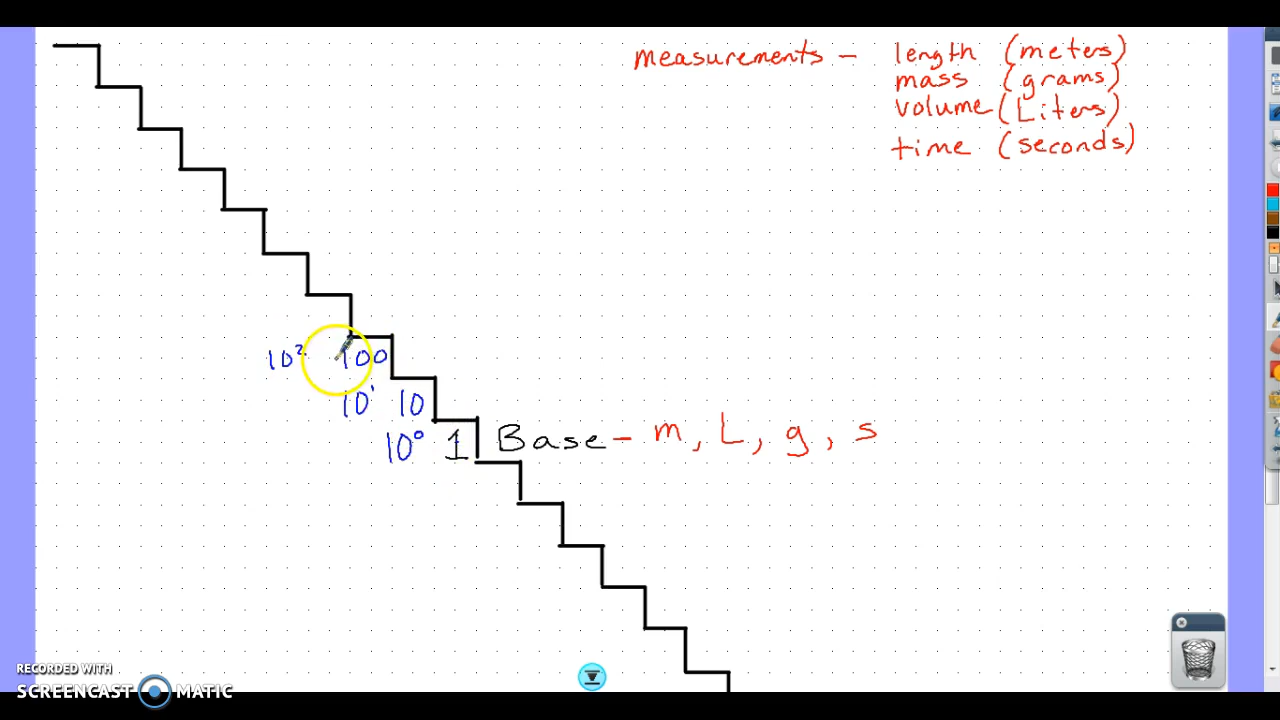 measurements - length (meters)
mass (grams)
volume (Liters)
time (seconds)
10² 100
10¹ 10
10⁰ 1 Base - m, L, g, s
RECORDED WITH
SCREENCAST MATIC